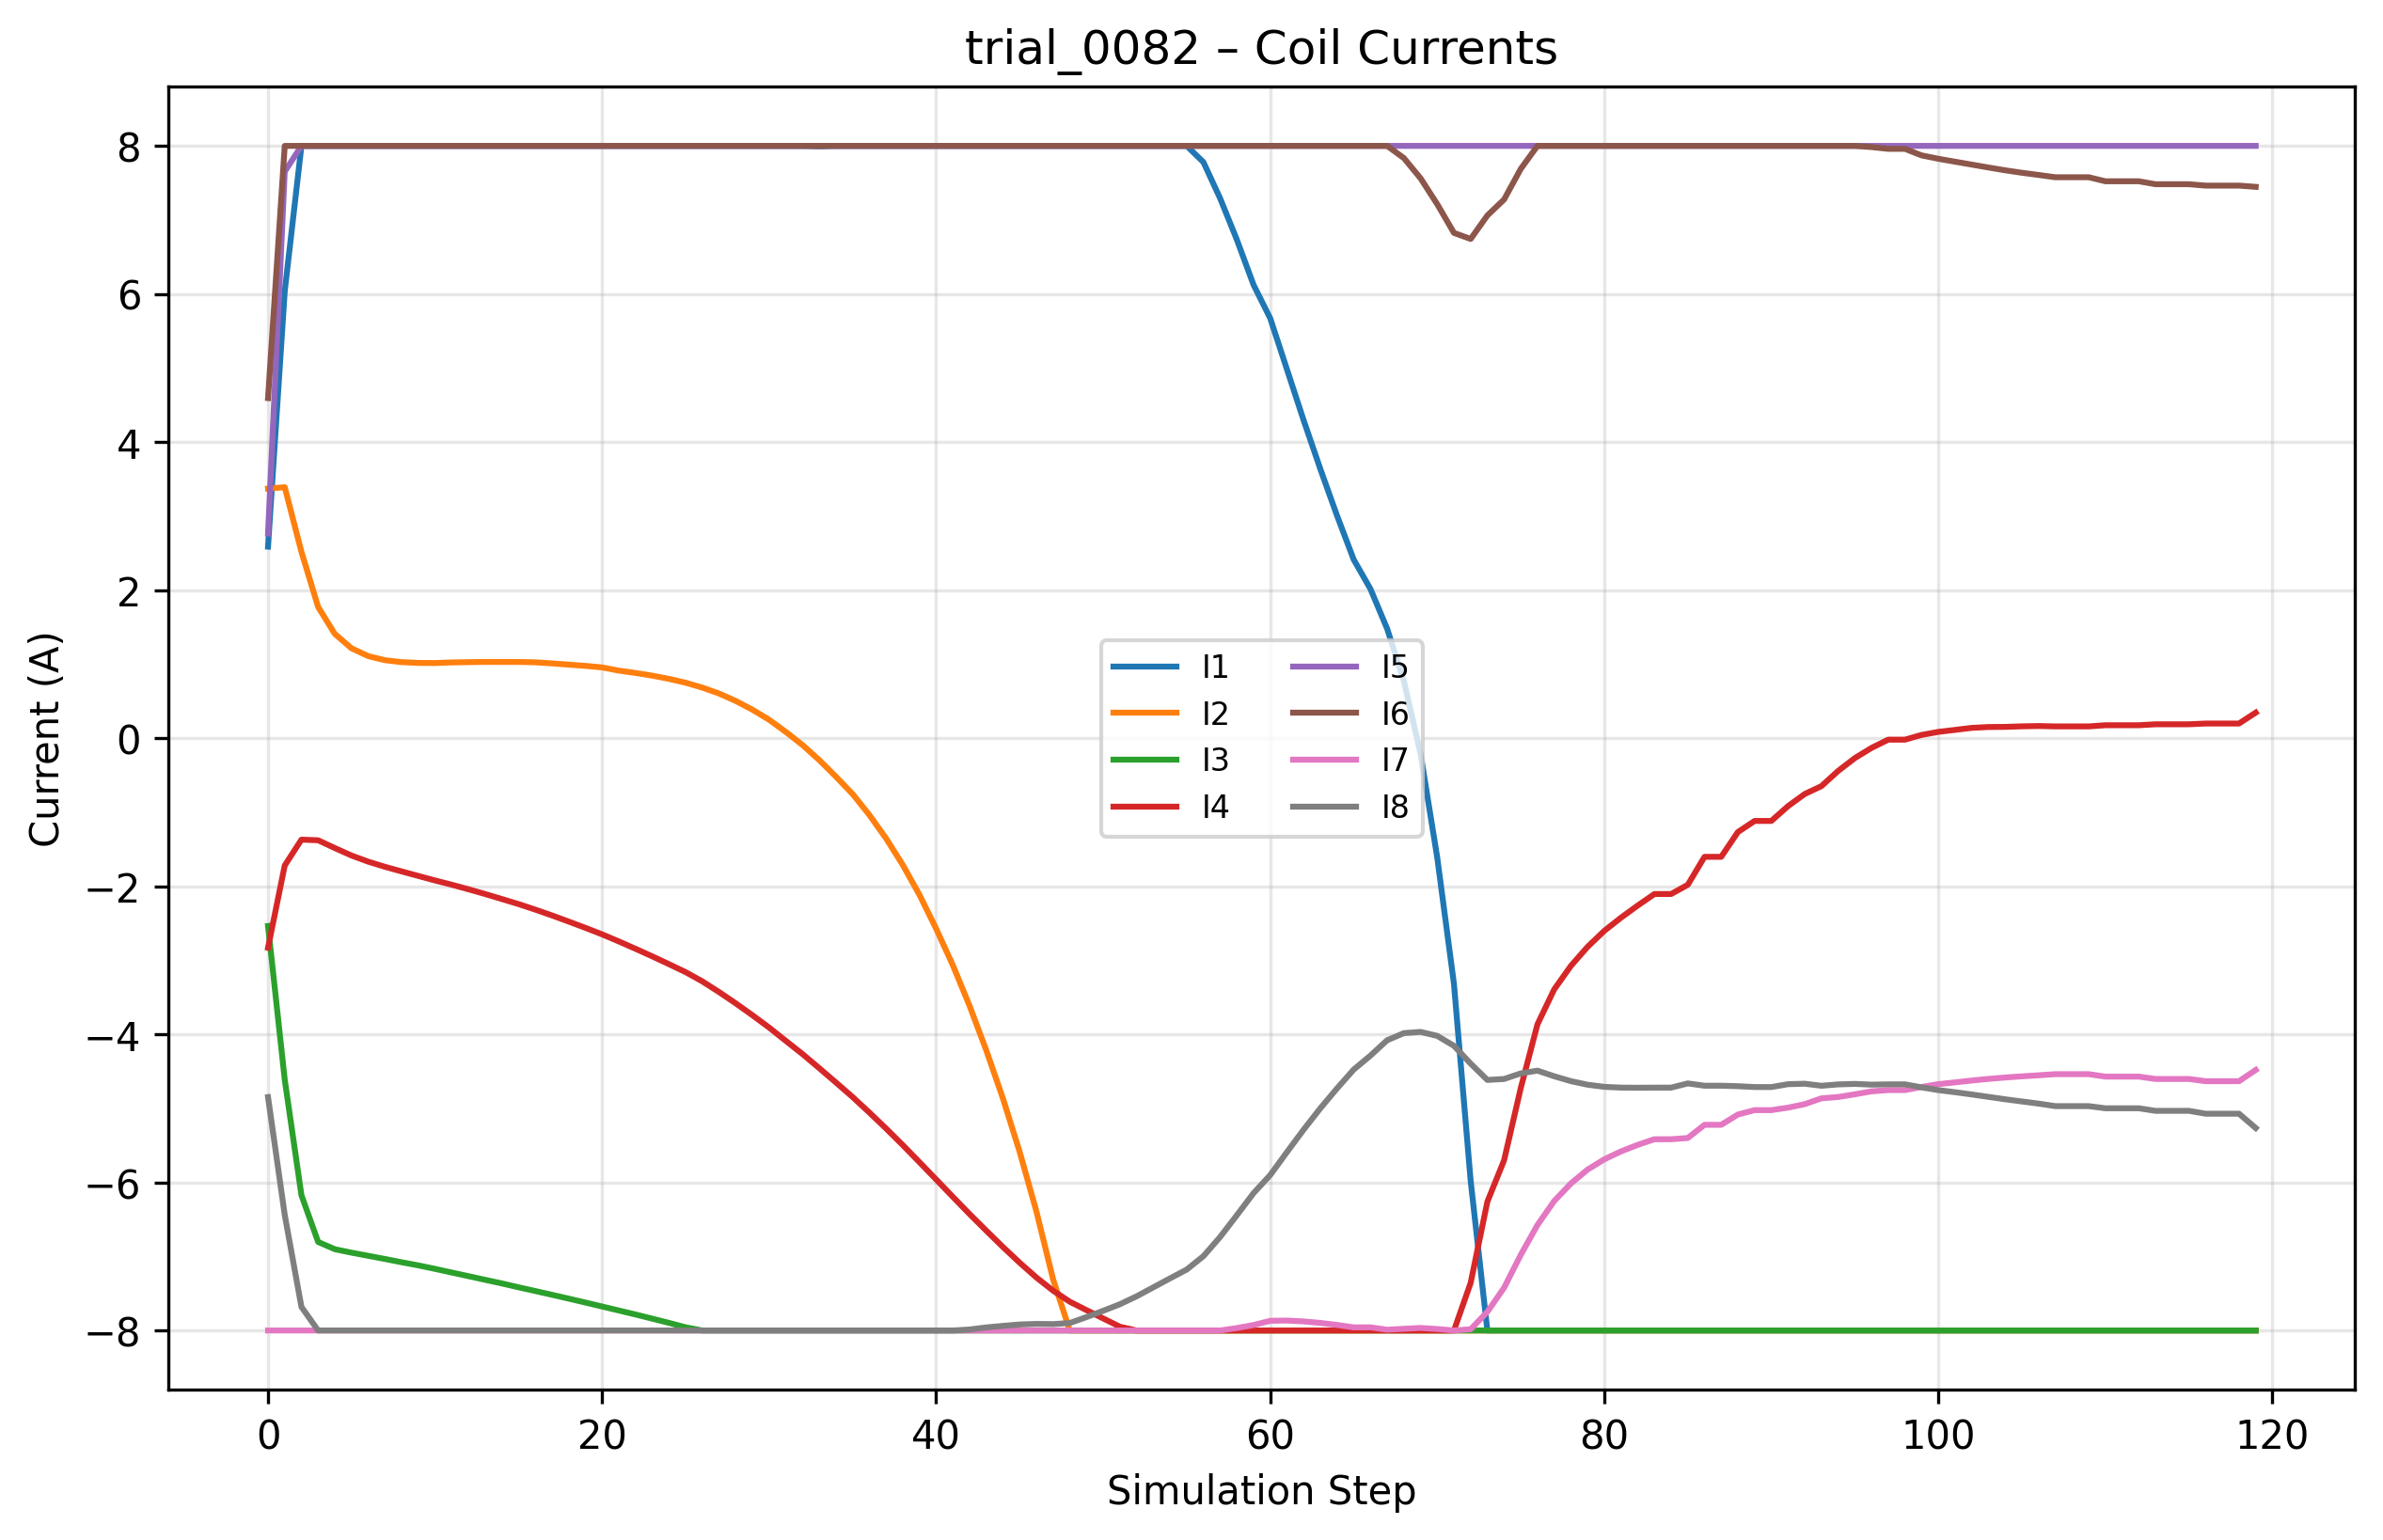 trial_0082 – Coil Currents
Current (A)
8
6
4
2
0
−2
−4
−6
−8
I1
I2
I3
I4
I5
I6
I7
I8
0 20 40 60 80 100 120
Simulation Step